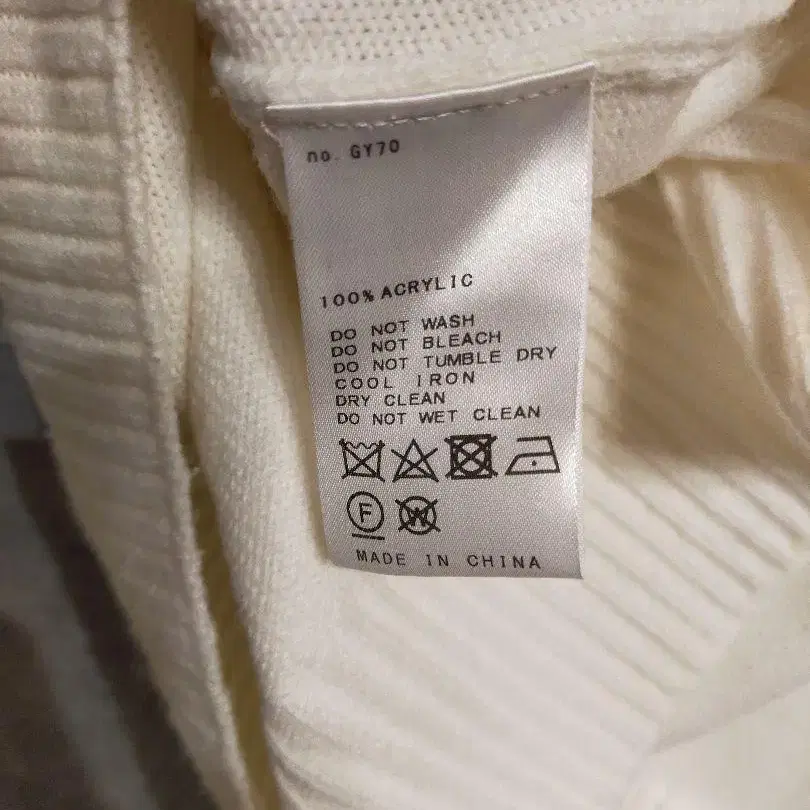 no. GY70
100% ACRYLIC
DO NOT WASH
DO NOT BLEACH
DO NOT TUMBLE DRY
COOL IRON
DRY CLEAN
DO NOT WET CLEAN
F W
MADE IN CHINA